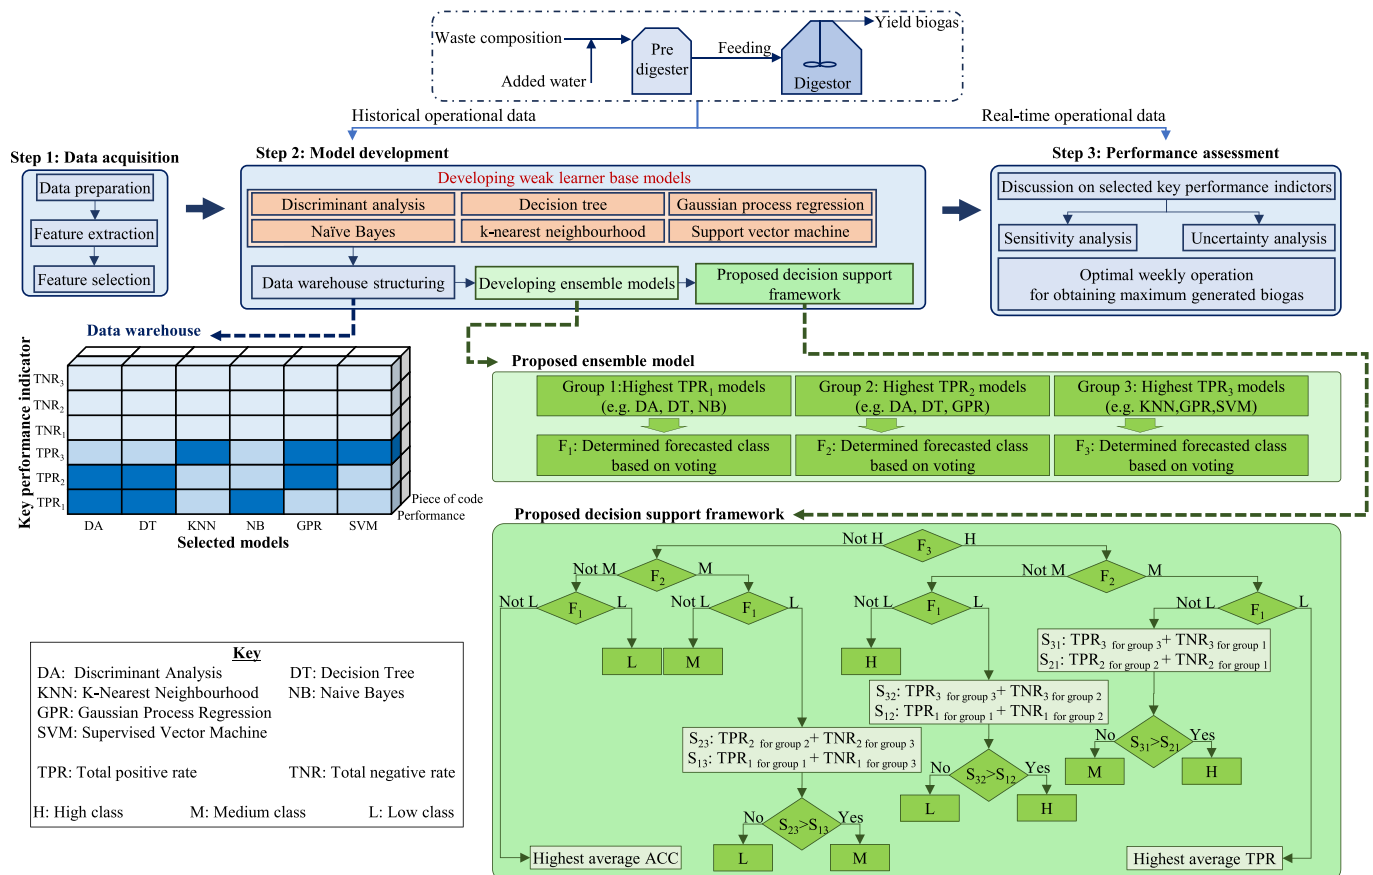 Waste composition
Added water
Pre
digester
Feeding
Digestor
Yield biogas
Historical operational data
Real-time operational data
Step 1: Data acquisition
Data preparation
Feature extraction
Feature selection
Step 2: Model development
Developing weak learner base models
Discriminant analysis
Decision tree
Gaussian process regression
Naïve Bayes
k-nearest neighbourhood
Support vector machine
Data warehouse structuring
Developing ensemble models
Proposed decision support
framework
Step 3: Performance assessment
Discussion on selected key performance indictors
Sensitivity analysis
Uncertainty analysis
Optimal weekly operation
for obtaining maximum generated biogas
Data warehouse
Key performance indicator
TNR3
TNR2
TNR1
TPR3
TPR2
TPR1
DA DT KNN NB GPR SVM
Selected models
Piece of code
Performance
Proposed ensemble model
Group 1:Highest TPR1 models
(e.g. DA, DT, NB)
Group 2: Highest TPR2 models
(e.g. DA, DT, GPR)
Group 3: Highest TPR3 models
(e.g. KNN,GPR,SVM)
F1: Determined forecasted class
based on voting
F2: Determined forecasted class
based on voting
F3: Determined forecasted class
based on voting
Proposed decision support framework
Not H F3 H
Not M F2 M
Not M F2 M
Not L F1 L
Not L F1 L
Not L F1 L
Not L F1 L
L
M
H
S31: TPR3 for group 3+ TNR3 for group 1
S21: TPR2 for group 2+ TNR2 for group 1
S32: TPR3 for group 3+ TNR3 for group 2
S12: TPR1 for group 1+ TNR1 for group 2
S23: TPR2 for group 2+ TNR2 for group 3
S13: TPR1 for group 1+ TNR1 for group 3
No S31>S21 Yes
M
H
No S32>S12 Yes
L
H
No S23>S13 Yes
L
M
Highest average ACC
Highest average TPR
Key
DA: Discriminant Analysis DT: Decision Tree
KNN: K-Nearest Neighbourhood NB: Naive Bayes
GPR: Gaussian Process Regression
SVM: Supervised Vector Machine
TPR: Total positive rate TNR: Total negative rate
H: High class M: Medium class L: Low class